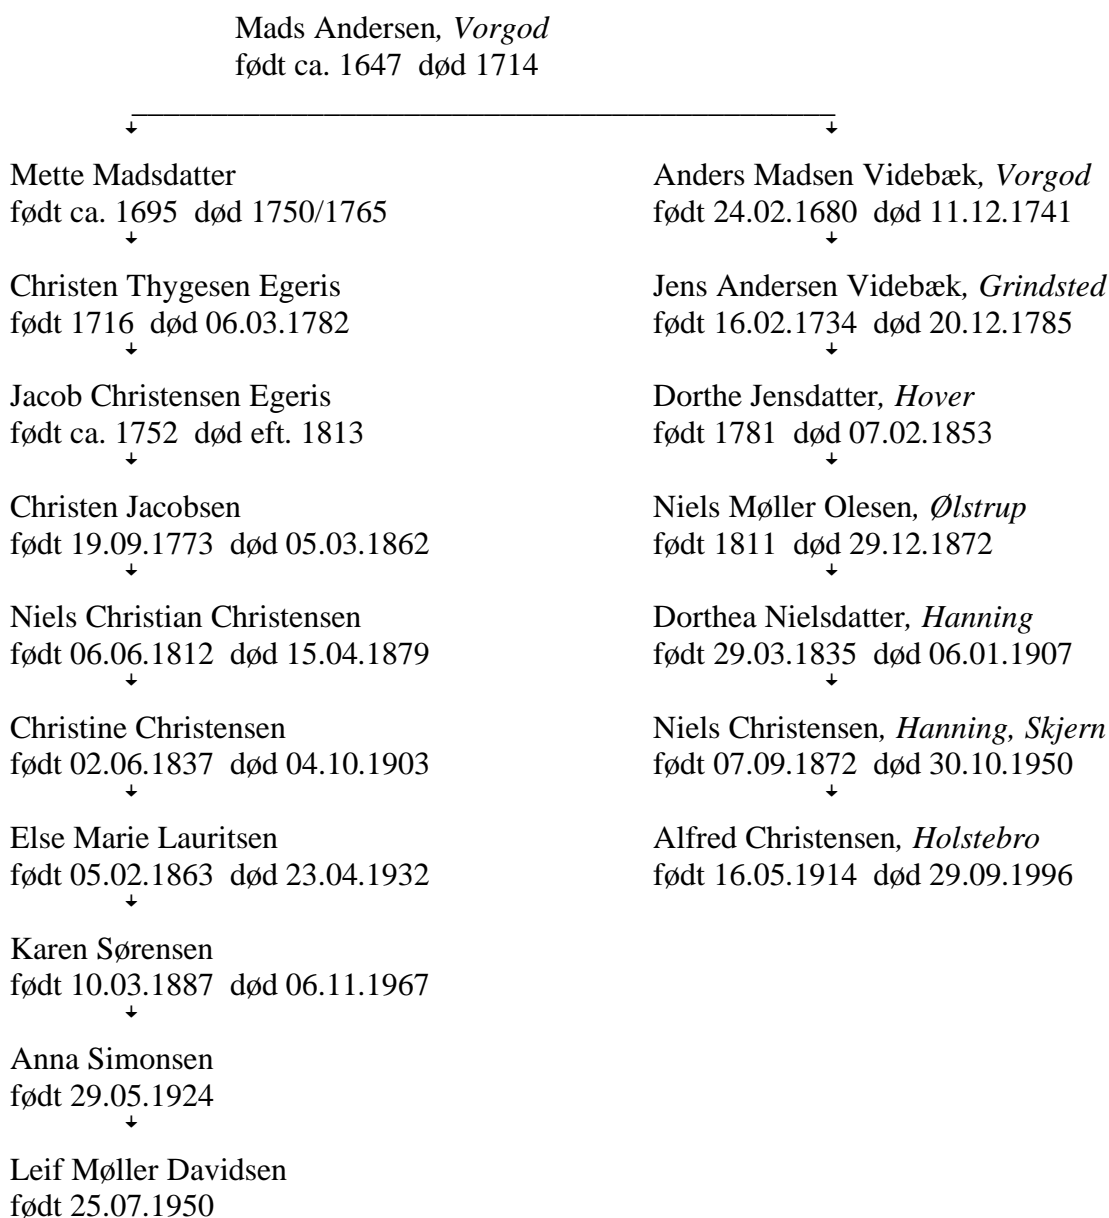 Mads Andersen, Vorgod
født ca. 1647  død 1714
Mette Madsdatter
født ca. 1695  død 1750/1765
Christen Thygesen Egeris
født 1716  død 06.03.1782
Jacob Christensen Egeris
født ca. 1752  død eft. 1813
Christen Jacobsen
født 19.09.1773  død 05.03.1862
Niels Christian Christensen
født 06.06.1812  død 15.04.1879
Christine Christensen
født 02.06.1837  død 04.10.1903
Else Marie Lauritsen
født 05.02.1863  død 23.04.1932
Karen Sørensen
født 10.03.1887  død 06.11.1967
Anna Simonsen
født 29.05.1924
Leif Møller Davidsen
født 25.07.1950
Anders Madsen Videbæk, Vorgod
født 24.02.1680  død 11.12.1741
Jens Andersen Videbæk, Grindsted
født 16.02.1734  død 20.12.1785
Dorthe Jensdatter, Hover
født 1781  død 07.02.1853
Niels Møller Olesen, Ølstrup
født 1811  død 29.12.1872
Dorthea Nielsdatter, Hanning
født 29.03.1835  død 06.01.1907
Niels Christensen, Hanning, Skjern
født 07.09.1872  død 30.10.1950
Alfred Christensen, Holstebro
født 16.05.1914  død 29.09.1996